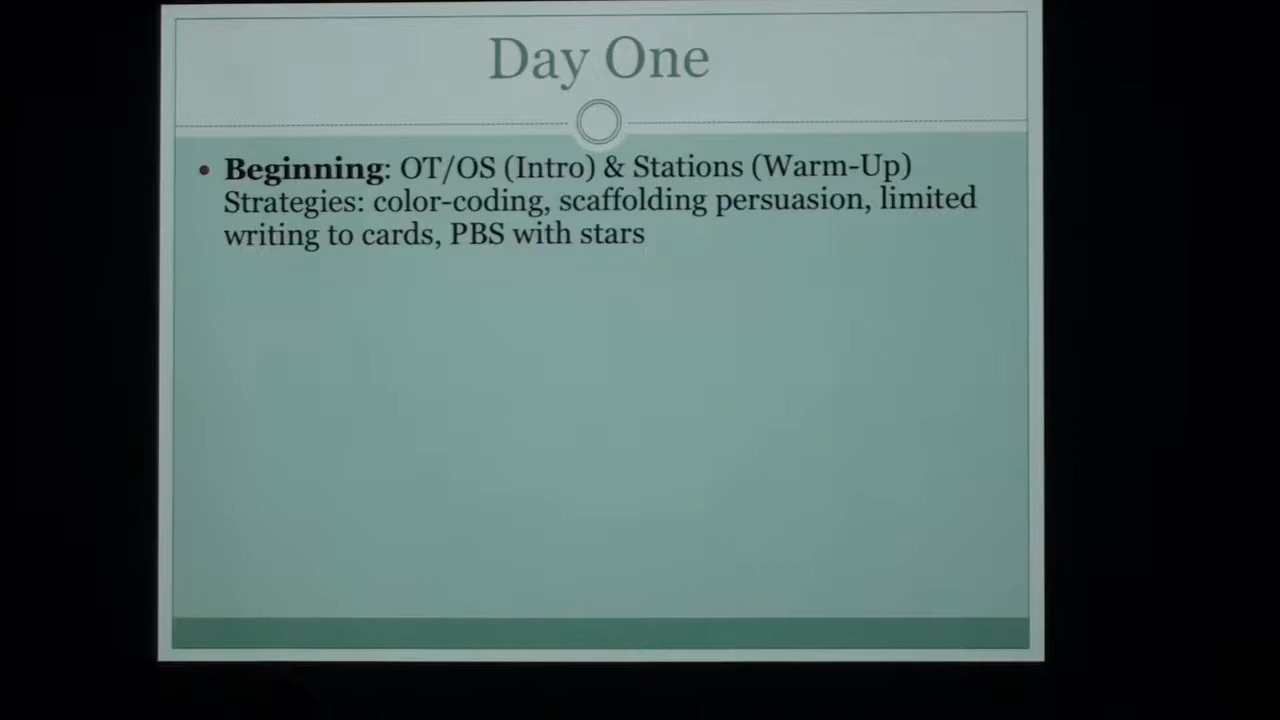 Day One
• Beginning: OT/OS (Intro) & Stations (Warm-Up)
Strategies: color-coding, scaffolding persuasion, limited
writing to cards, PBS with stars